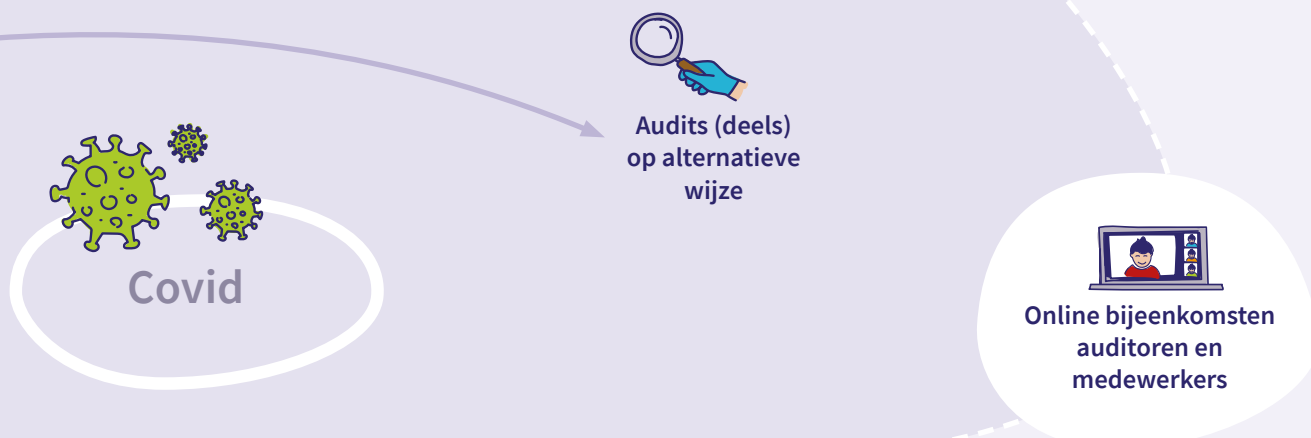 Audits (deels)
op alternatieve
wijze
Covid
Online bijeenkomsten
auditoren en
medewerkers